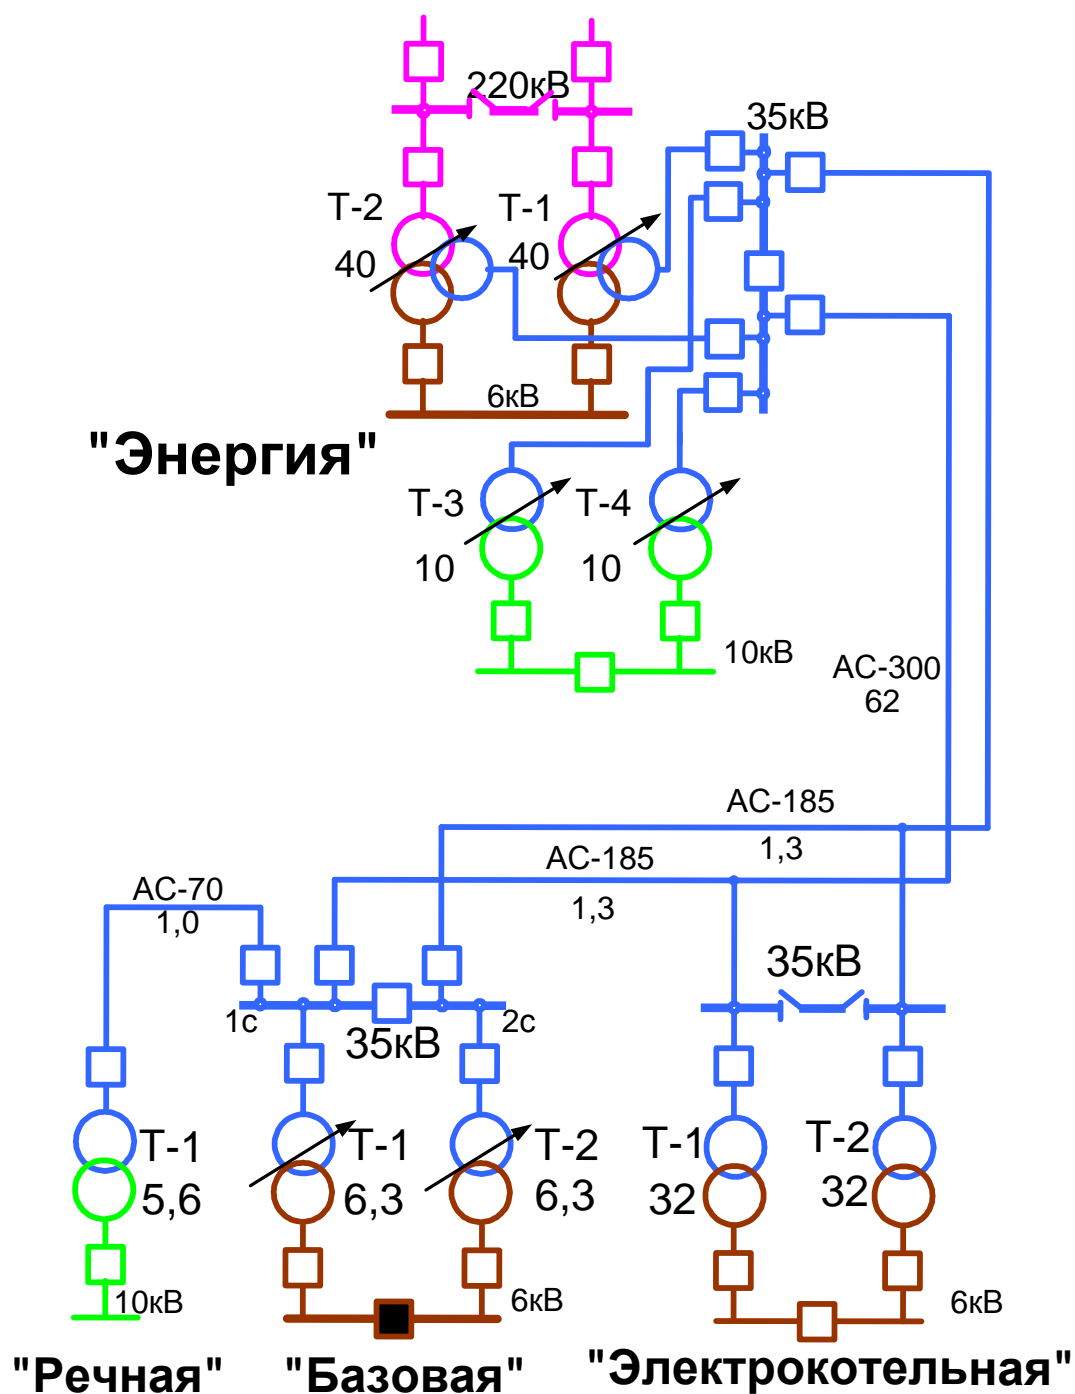 220кВ
35кВ
Т-2
Т-1
40
40
6кВ
"Энергия"
Т-3
Т-4
10
10
10кВ
АС-300
62
АС-185
1,3
АС-185
1,3
АС-70
1,0
35кВ
1с
2с
35кВ
Т-1
5,6
Т-1
6,3
Т-2
6,3
Т-1
32
Т-2
32
10кВ
6кВ
6кВ
"Речная"
"Базовая"
"Электрокотельная"